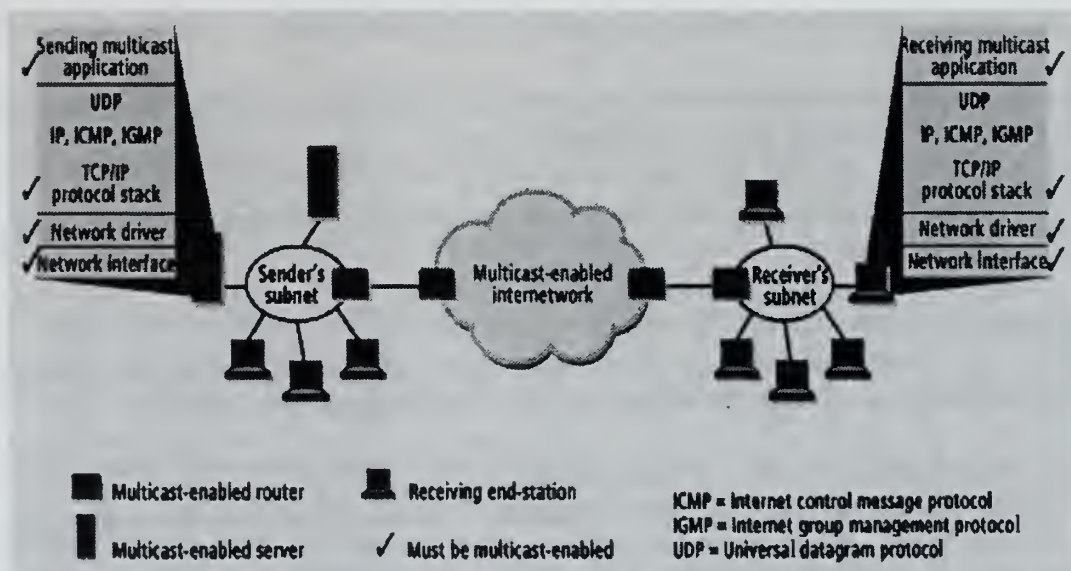 Sending multicast
application
UDP
IP, ICMP, IGMP
TCP/IP
protocol stack
Network driver
Network interface
Sender's
subnet
Multicast-enabled
internetwork
Receiver's
subnet
Receiving multicast
application
UDP
IP, ICMP, IGMP
TCP/IP
protocol stack
Network driver
Network interface
Multicast-enabled router
Multicast-enabled server
Receiving end-station
Must be multicast-enabled
ICMP = Internet control message protocol
IGMP = Internet group management protocol
UDP = Universal datagram protocol